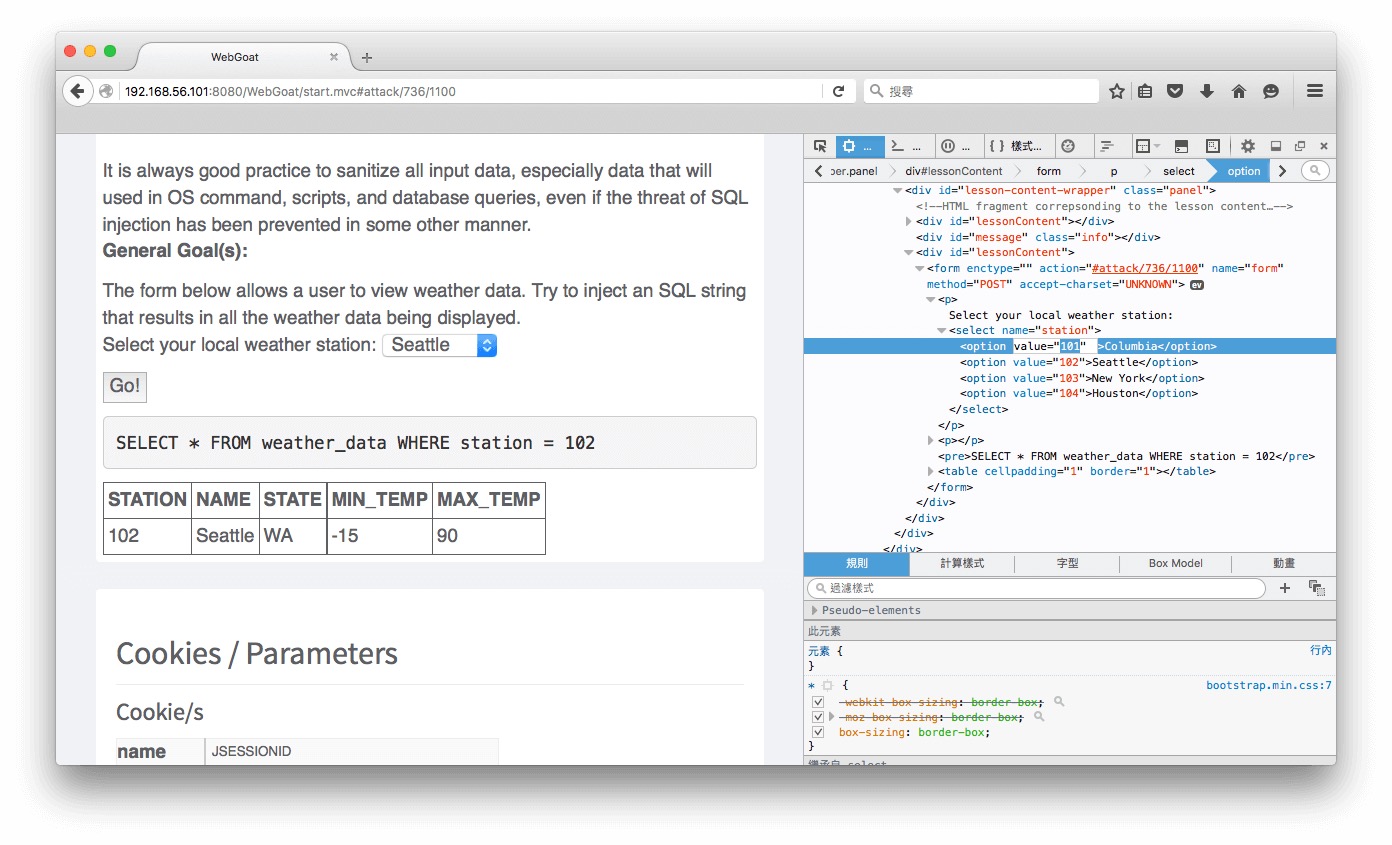 WebGoat
192.168.56.101:8080/WebGoat/start.mvc#attack/736/1100
搜尋
It is always good practice to sanitize all input data, especially data that will
used in OS command, scripts, and database queries, even if the threat of SQL
injection has been prevented in some other manner.
General Goal(s):
The form below allows a user to view weather data. Try to inject an SQL string
that results in all the weather data being displayed.
Select your local weather station: Seattle
Go!
SELECT * FROM weather_data WHERE station = 102
STATION NAME STATE MIN_TEMP MAX_TEMP
102 Seattle WA -15 90
Cookies / Parameters
Cookie/s
name JSESSIONID
... ... ... { } 樣式...
per.panel div#lessonContent form p select option
<div id="lesson-content-wrapper" class="panel">
<!--HTML fragment correpsonding to the lesson content…-->
<div id="lessonContent"></div>
<div id="message" class="info"></div>
<div id="lessonContent">
<form enctype="" action="#attack/736/1100" name="form"
method="POST" accept-charset="UNKNOWN"> ev
<p>
Select your local weather station:
<select name="station">
<option value="101" >Columbia</option>
<option value="102">Seattle</option>
<option value="103">New York</option>
<option value="104">Houston</option>
</select>
</p>
<p></p>
<pre>SELECT * FROM weather_data WHERE station = 102</pre>
<table cellpadding="1" border="1"></table>
</form>
</div>
</div>
</div>
</div>
規則 計算樣式 字型 Box Model 動畫
過濾樣式
Pseudo-elements
此元素
元素 { 行內
}
* { bootstrap.min.css:7
-webkit-box-sizing: border-box;
-moz-box-sizing: border-box;
box-sizing: border-box;
}
繼承自 select